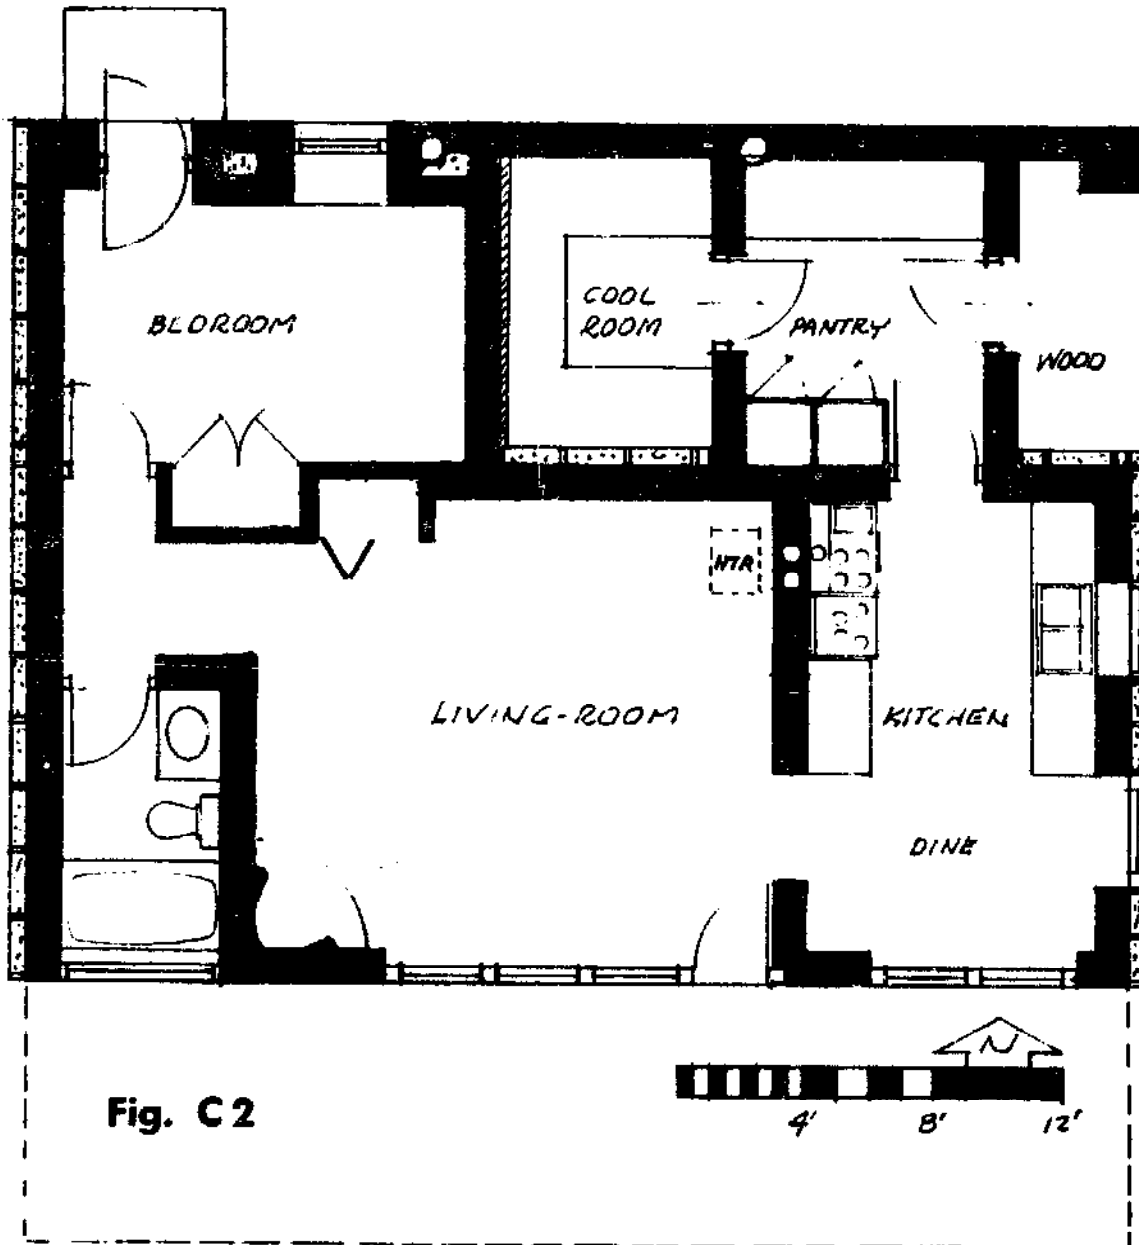 BEDROOM
COOL
ROOM
PANTRY
WOOD
HTR
LIVING-ROOM
KITCHEN
DINE
N
Fig. C2
4' 8' 12'